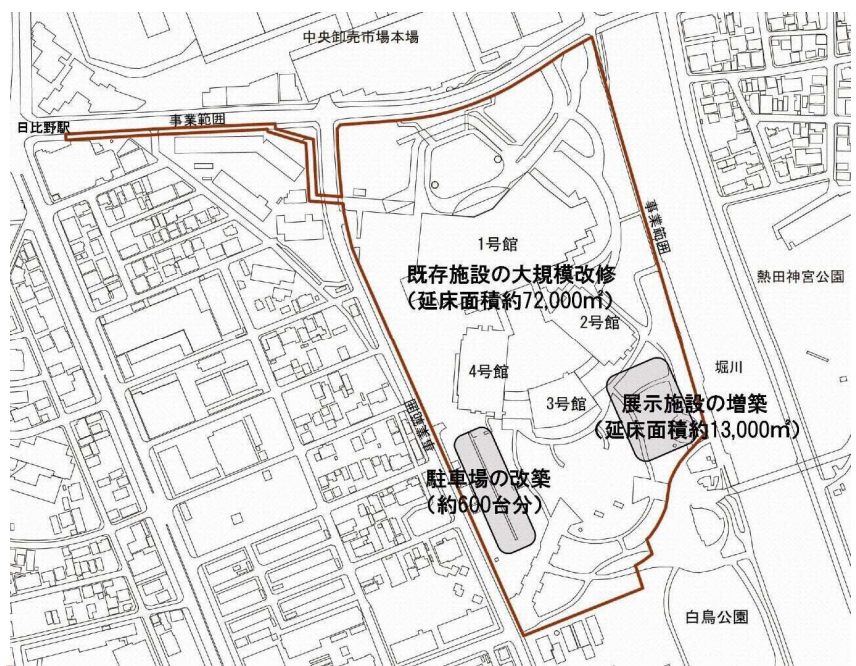 中央卸売市場本場
日比野駅
事業範囲
1号館
既存施設の大規模改修
（延床面積約72,000㎡）
2号館
事業範囲
熱田神宮公園
4号館
3号館
堀川
展示施設の増築
（延床面積約13,000㎡）
事業範囲
駐車場の改築
（約600台分）
白鳥公園